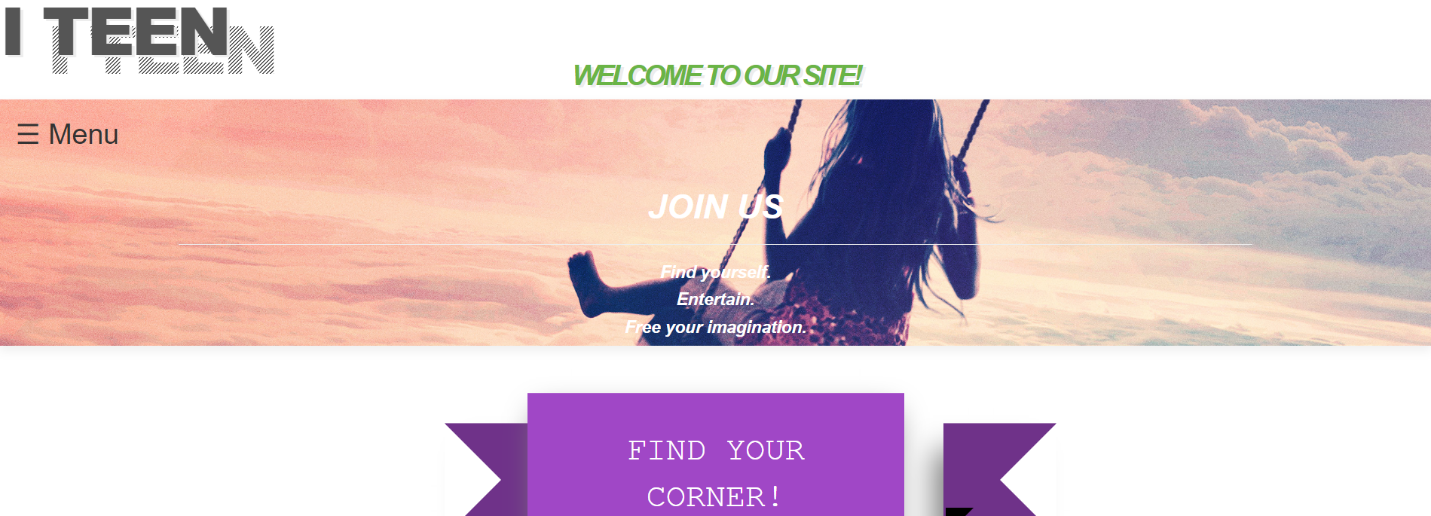 I TEEN
WELCOME TO OUR SITE!
☰ Menu
JOIN US
Find yourself.
Entertain.
Free your imagination.
FIND YOUR
CORNER!